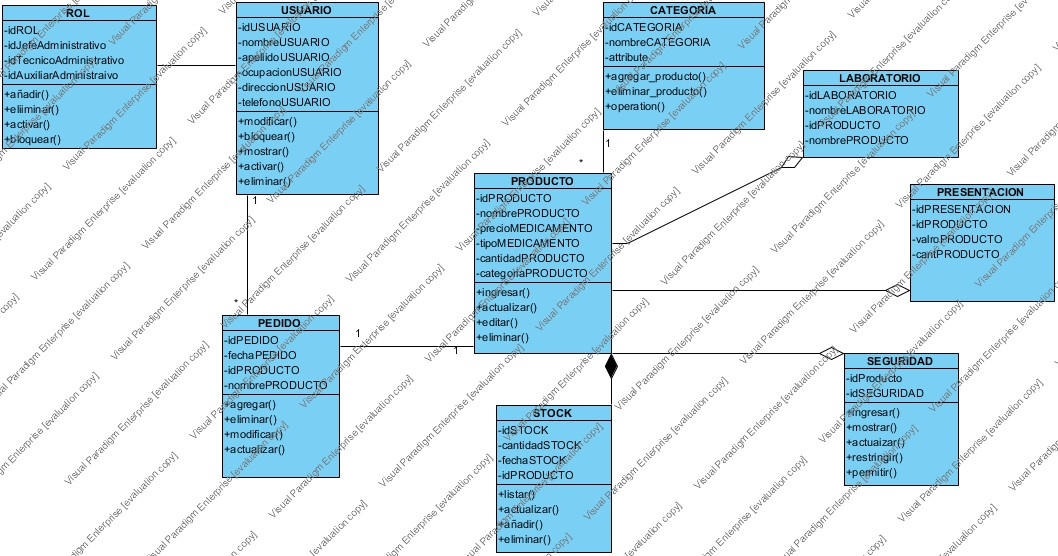 ROL
-idROL
-idJefeAdministrativo
-idTecnicoAdministrativo
-idAuxiliarAdministraivo
+añadir()
+eliminar()
+activar()
+bloquear()
USUARIO
-idUSUARIO
-nombreUSUARIO
-apellidoUSUARIO
-ocupacionUSUARIO
-direccionUSUARIO
-telefonoUSUARIO
+modificar()
+bloquear()
+mostrar()
+activar()
+eliminar()
1
*
CATEGORIA
-idCATEGORIA
-nombreCATEGORIA
-attribute
+agregar_producto()
+eliminar_producto()
+operation()
1
*
LABORATORIO
-idLABORATORIO
-nombreLABORATORIO
-idPRODUCTO
-nombrePRODUCTO
PRODUCTO
-idPRODUCTO
-nombrePRODUCTO
-precioMEDICAMENTO
-tipoMEDICAMENTO
-cantidadPRODUCTO
-categoriaPRODUCTO
+ingresar()
+actualizar()
+editar()
+eliminar()
PRESENTACION
-idPRESENTACION
-idPRODUCTO
-valroPRODUCTO
-cantPRODUCTO
PEDIDO
-idPEDIDO
-fechaPEDIDO
-idPRODUCTO
-nombrePRODUCTO
+agregar()
+eliminar()
+modificar()
+actualizar()
1
1
SEGURIDAD
-idProducto
-idSEGURIDAD
+ingresar()
+mostrar()
+actuaizar()
+restringir()
+permitir()
STOCK
-idSTOCK
-cantidadSTOCK
-fechaSTOCK
-idPRODUCTO
+listar()
+actualizar()
+añadir()
+eliminar()
Visual Paradigm Enterprise [evaluation copy]